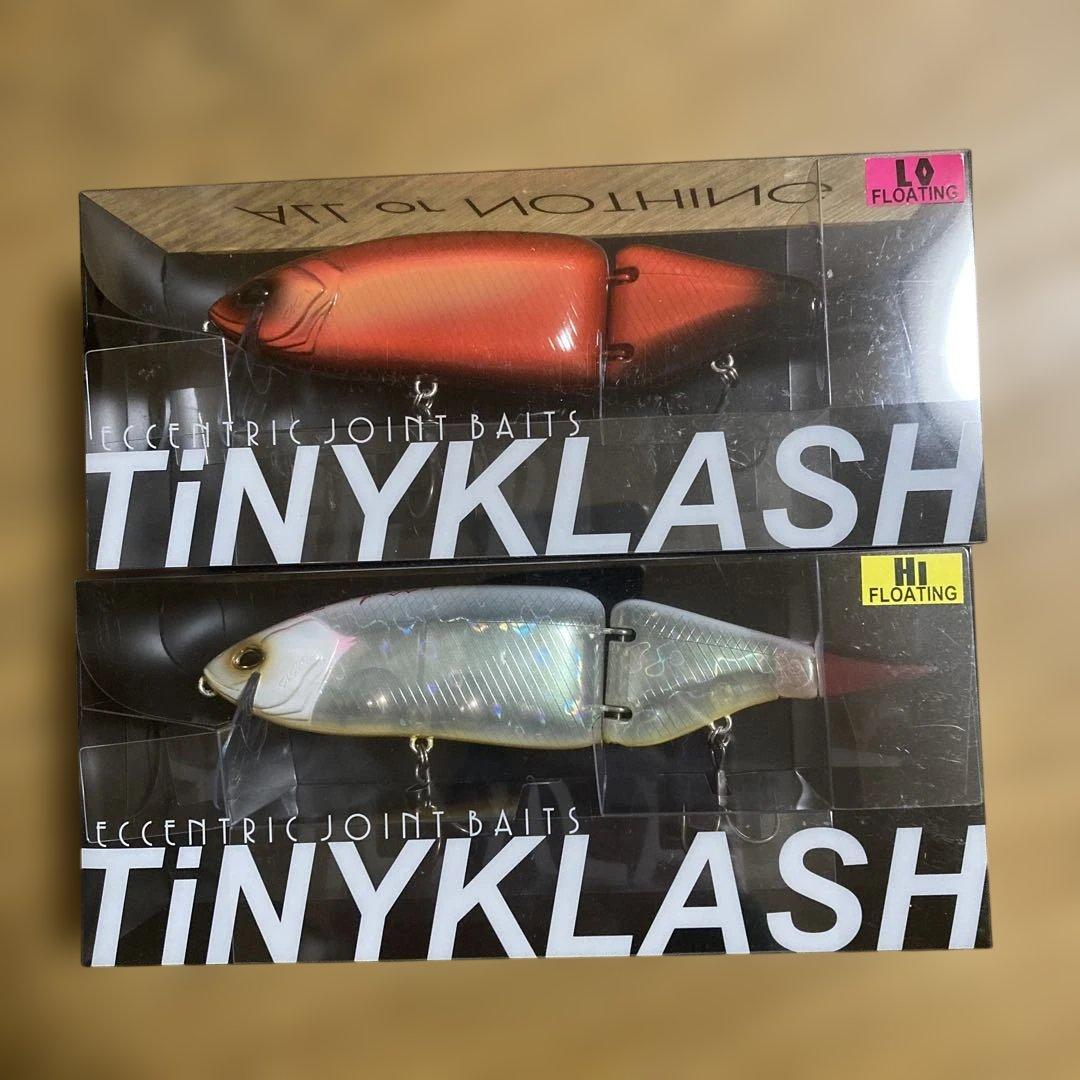 LO
FLOATING
ALL or NOTHING
ECCENTRIC JOINT BAITS
TiNYKLASH
Hi
FLOATING
ECCENTRIC JOINT BAITS
TiNYKLASH